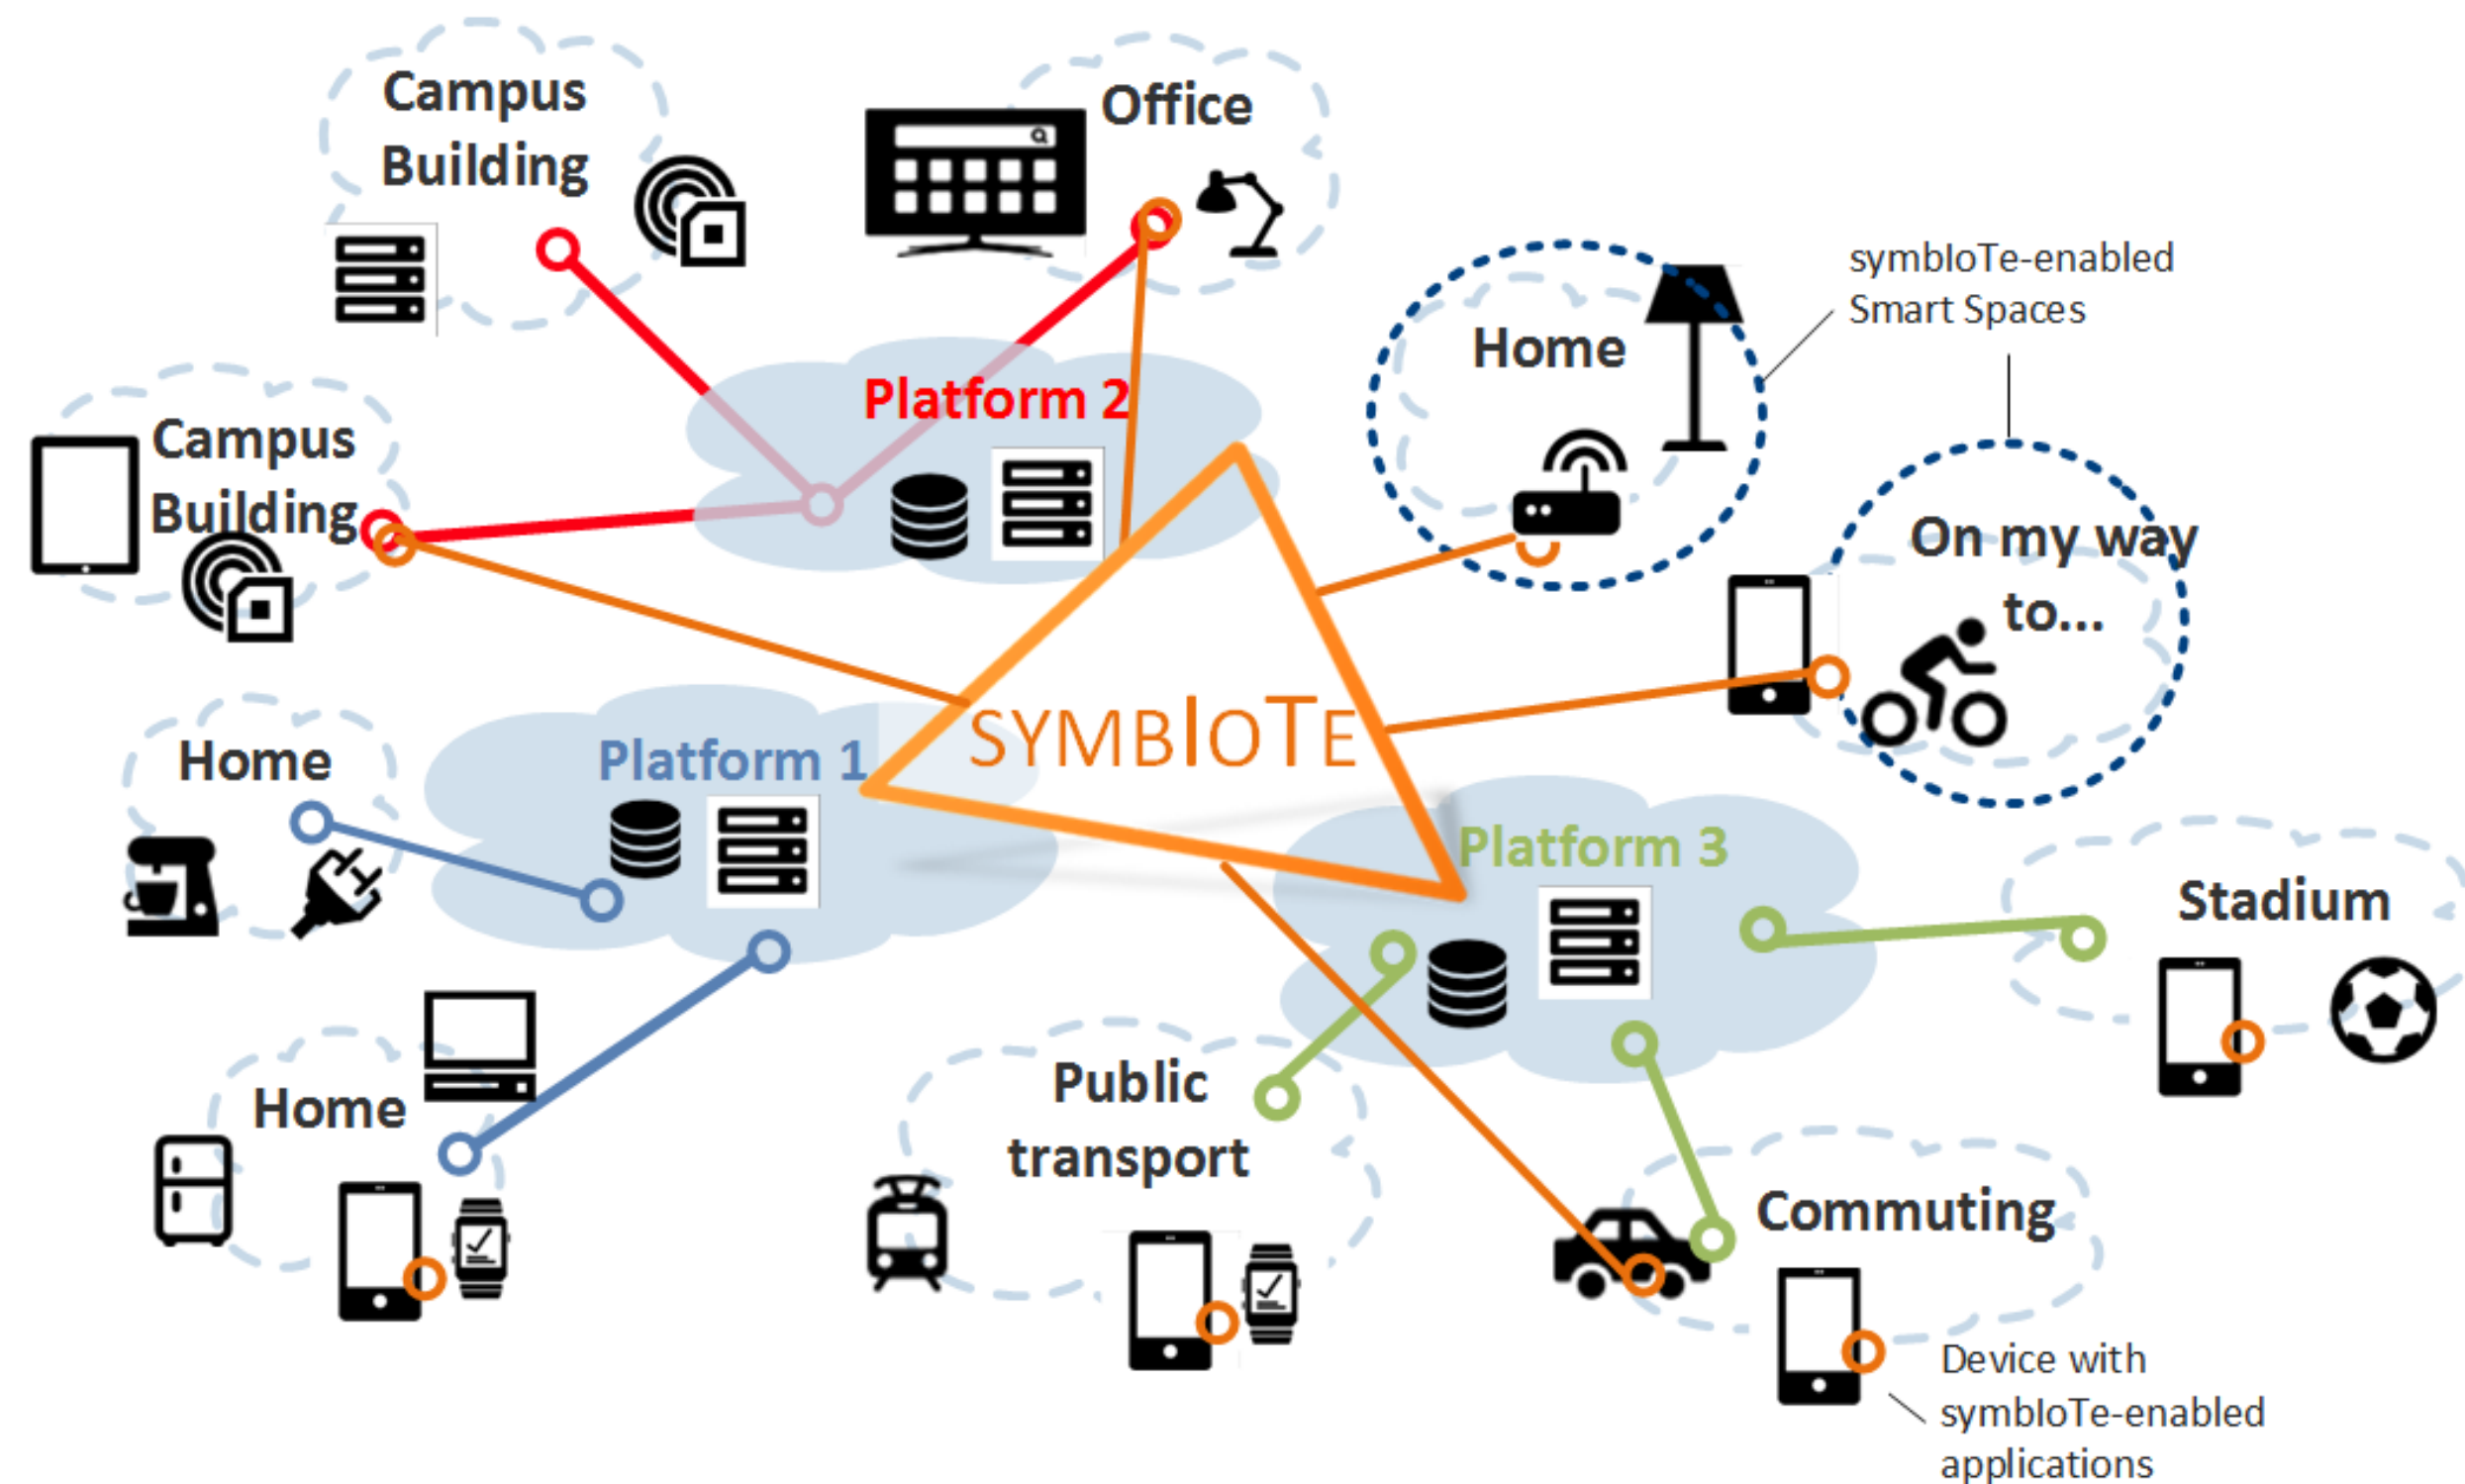 Campus
Building
Office
symbIoTe-enabled
Smart Spaces
Home
Platform 2
Campus
Building
On my way
to...
SYMBIOTE
Home
Platform 1
Platform 3
Stadium
Home
Public
transport
Commuting
Device with
symbIoTe-enabled
applications